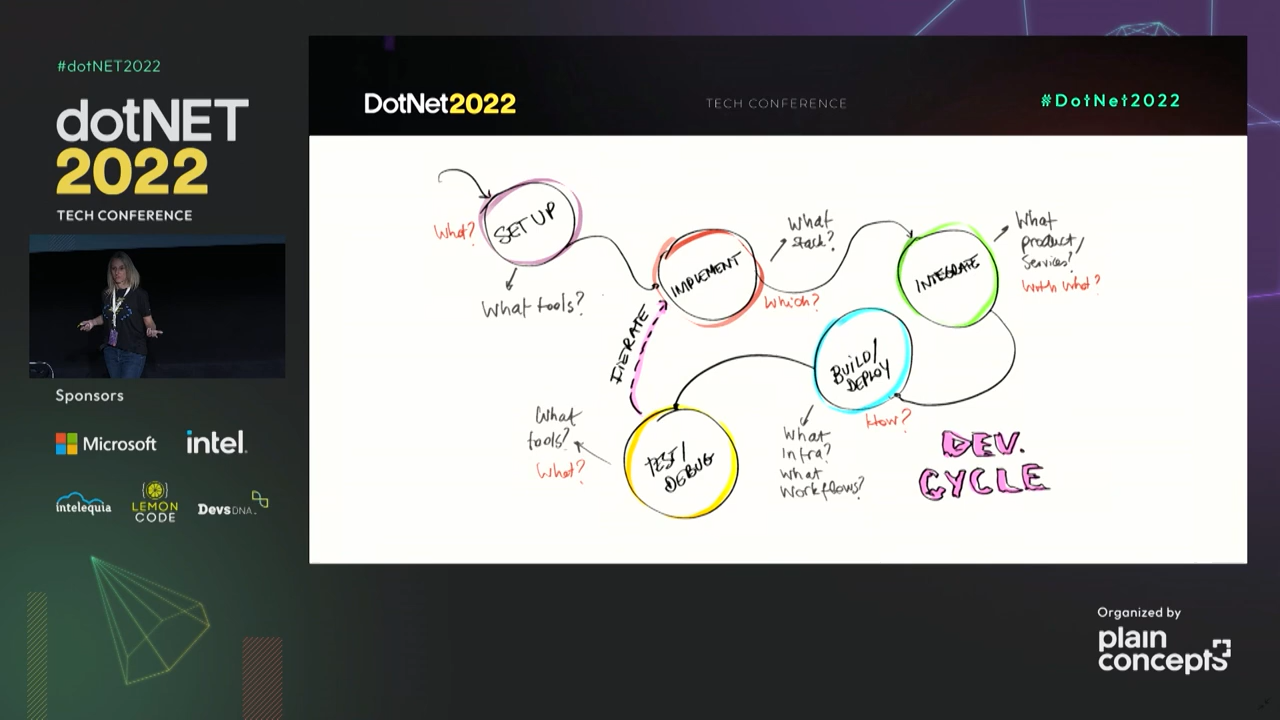 #dotNET2022
dotNET
2022
TECH CONFERENCE
Sponsors
Microsoft
intel.
intelequia
LEMON
CODE
DevsDNA
Organized by
plain
concepts
DotNet2022
TECH CONFERENCE
#DotNet2022
What?
SET UP
What tools?
IMPLEMENT
What
stack?
Which?
INTEGRATE
What
product/
Services?
With what?
BUILD/
DEPLOY
How?
What
Infra?
What
Workflows?
TEST/
DEBUG
What
tools?
What?
ITERATE
DEV.
CYCLE